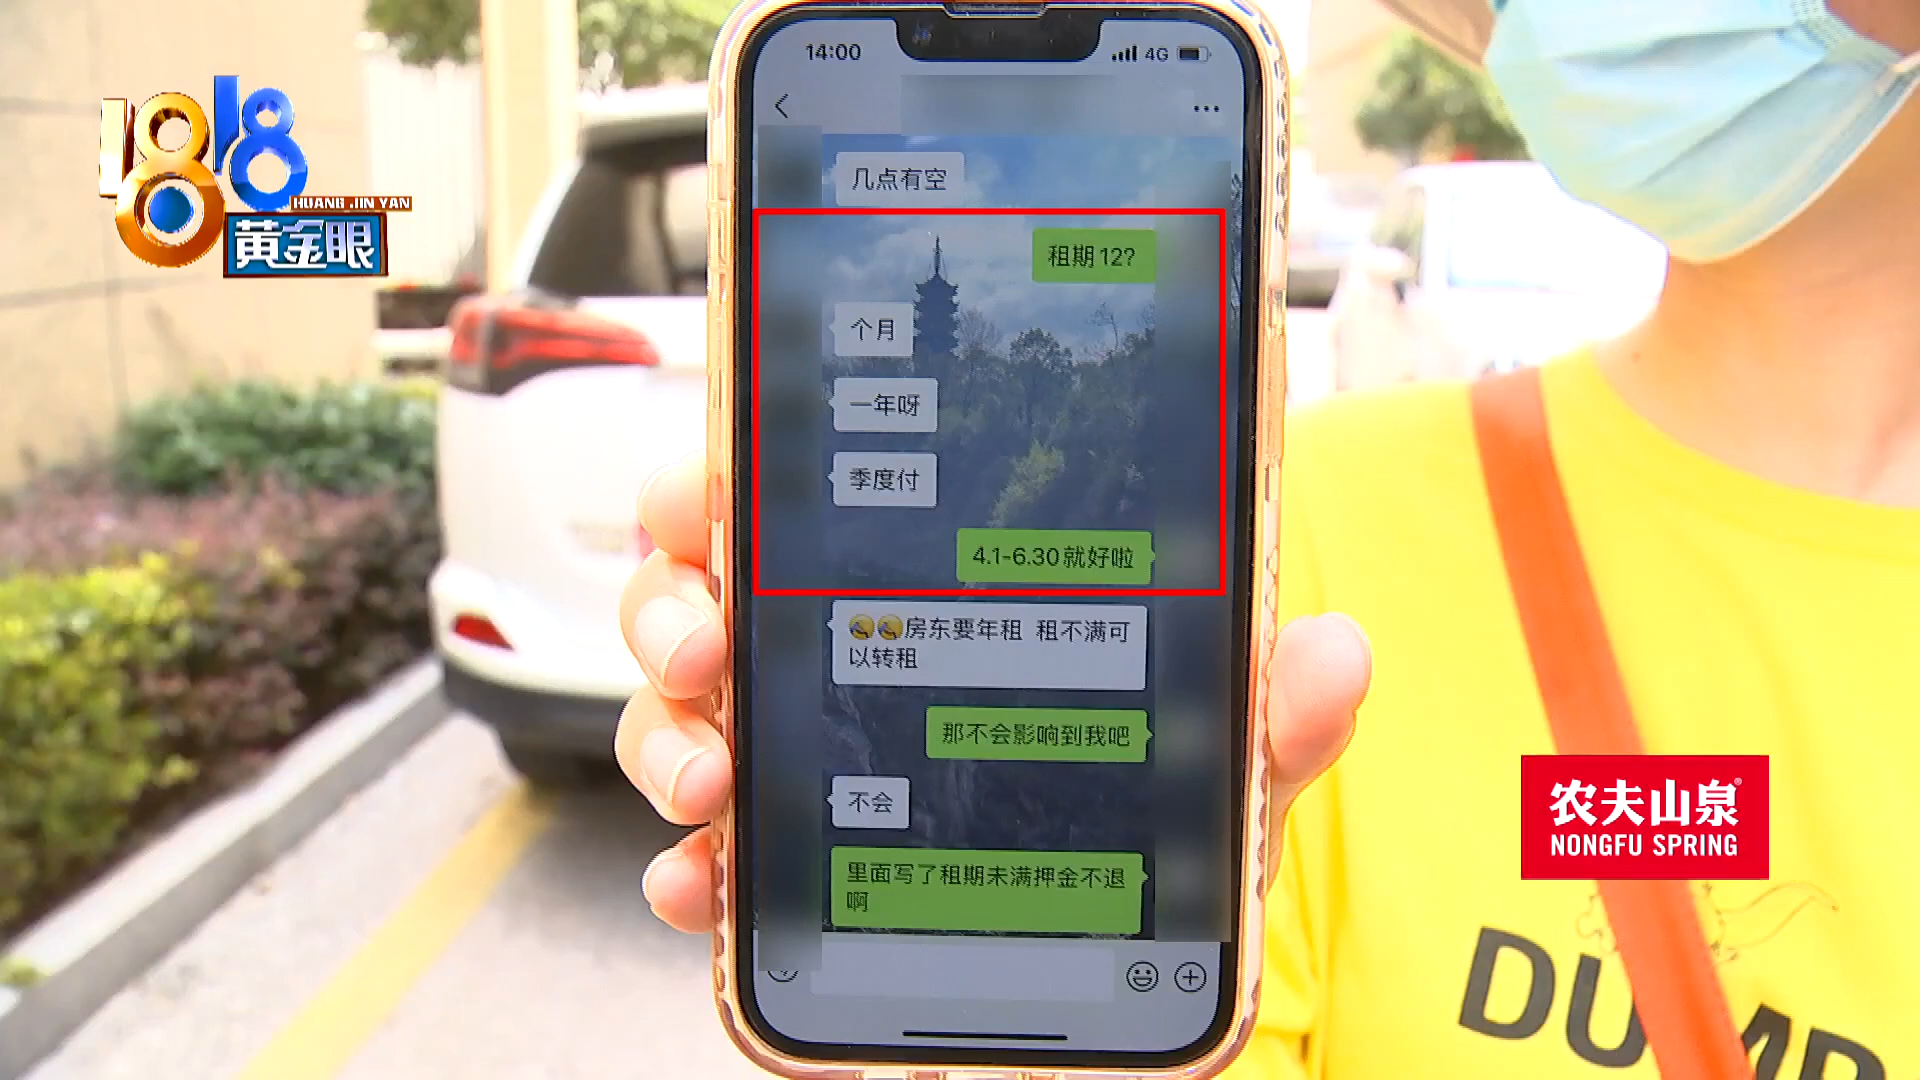 1818
HUANG JIN YAN
黄金眼
14:00
4G
几点有空
租期12?
个月
一年呀
季度付
4.1-6.30就好啦
房东要年租 租不满可
以转租
那不会影响到我吧
不会
里面写了租期未满押金不退
啊
农夫山泉®
NONGFU SPRING
DUMB